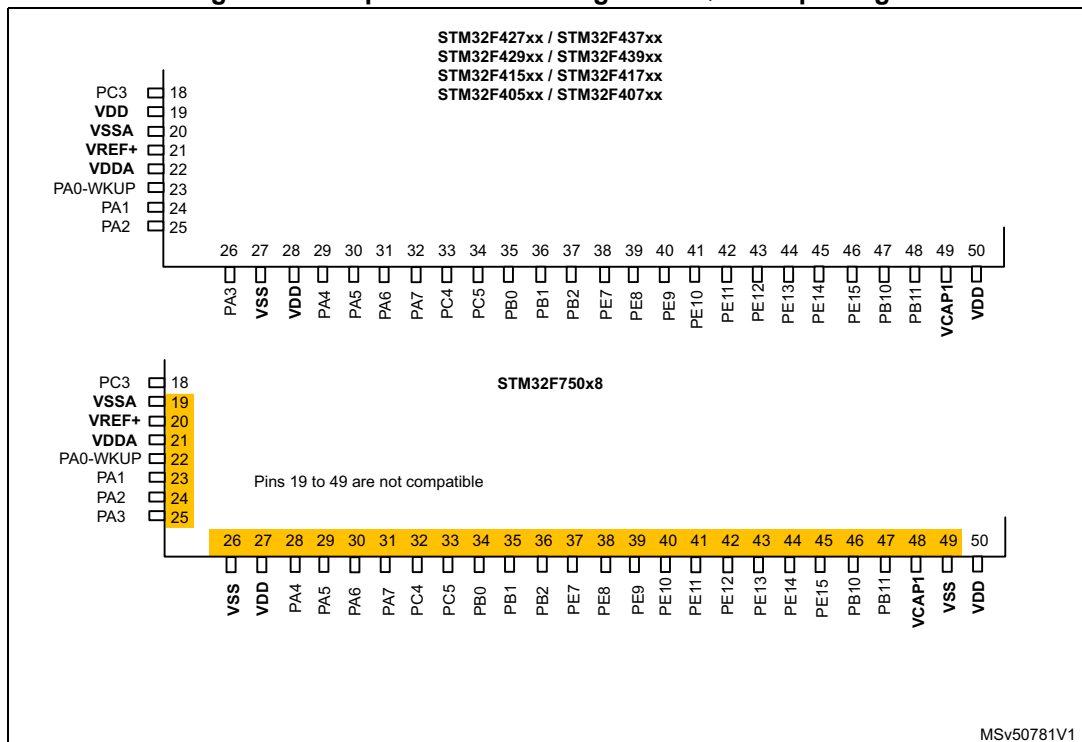 STM32F427xx / STM32F437xx
STM32F429xx / STM32F439xx
STM32F415xx / STM32F417xx
STM32F405xx / STM32F407xx
PC3 18
VDD 19
VSSA 20
VREF+ 21
VDDA 22
PA0-WKUP 23
PA1 24
PA2 25
26 27 28 29 30 31 32 33 34 35 36 37 38 39 40 41 42 43 44 45 46 47 48 49 50
PA3 VSS VDD PA4 PA5 PA6 PA7 PC4 PC5 PB0 PB1 PB2 PE7 PE8 PE9 PE10 PE11 PE12 PE13 PE14 PE15 PB10 PB11 VCAP1 VDD
STM32F750x8
PC3 18
VSSA 19
VREF+ 20
VDDA 21
PA0-WKUP 22
PA1 23
PA2 24
PA3 25
Pins 19 to 49 are not compatible
26 27 28 29 30 31 32 33 34 35 36 37 38 39 40 41 42 43 44 45 46 47 48 49 50
VSS VDD PA4 PA5 PA6 PA7 PC4 PC5 PB0 PB1 PB2 PE7 PE8 PE9 PE10 PE11 PE12 PE13 PE14 PE15 PB10 PB11 VCAP1 VSS VDD
MSv50781V1